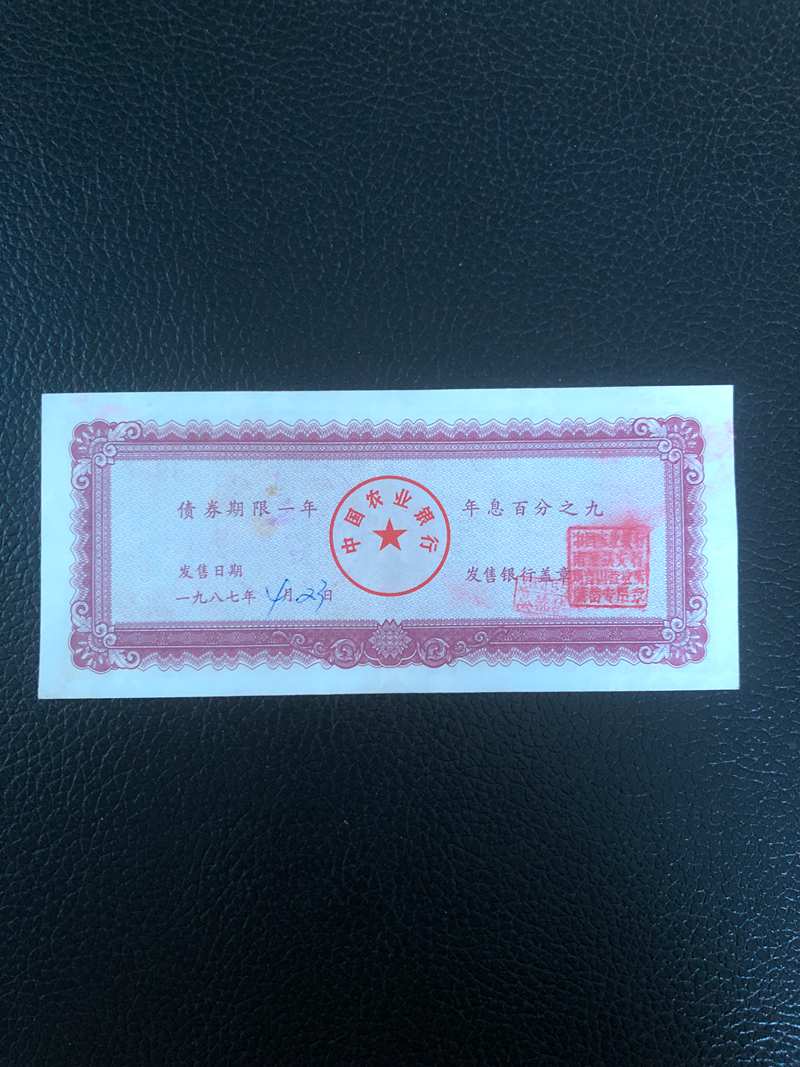 债券期限一年
中国农业银行
年息百分之九
发售日期
一九八七年4月23日
发售银行盖章